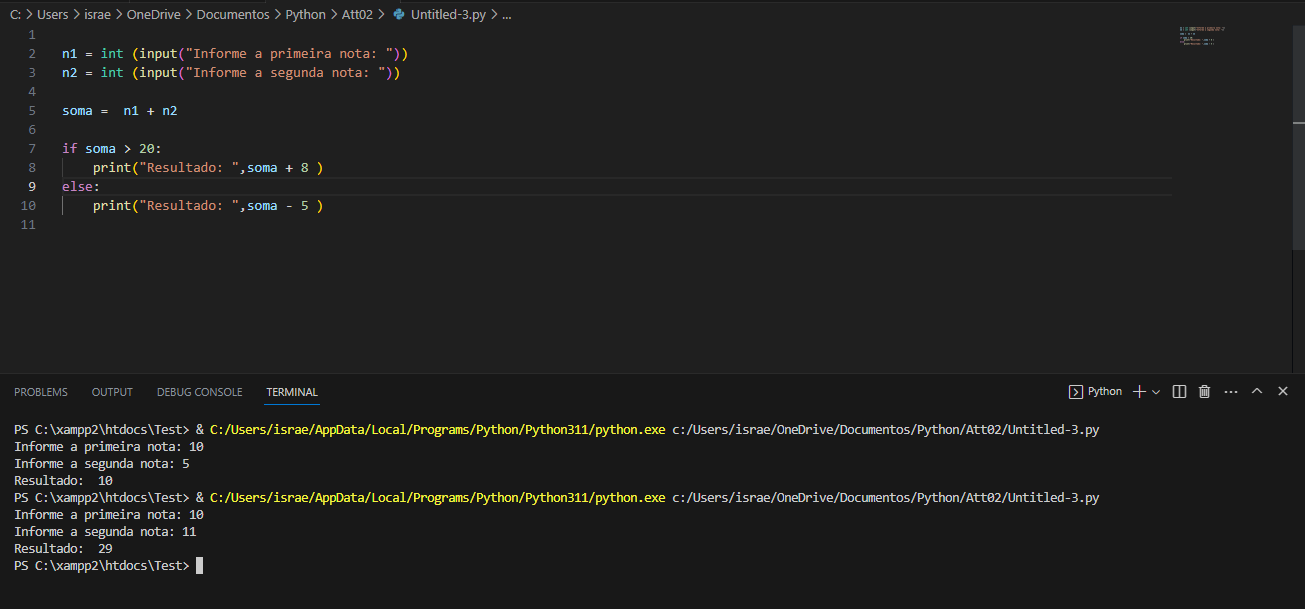 C: > Users > israe > OneDrive > Documentos > Python > Att02 > Untitled-3.py > ...
1
2 n1 = int (input("Informe a primeira nota: "))
3 n2 = int (input("Informe a segunda nota: "))
4
5 soma =  n1 + n2
6
7 if soma > 20:
8     print("Resultado: ",soma + 8 )
9 else:
10     print("Resultado: ",soma - 5 )
11
PROBLEMS OUTPUT DEBUG CONSOLE TERMINAL Python
PS C:\xampp2\htdocs\Test> & C:/Users/israe/AppData/Local/Programs/Python/Python311/python.exe c:/Users/israe/OneDrive/Documentos/Python/Att02/Untitled-3.py
Informe a primeira nota: 10
Informe a segunda nota: 5
Resultado:  10
PS C:\xampp2\htdocs\Test> & C:/Users/israe/AppData/Local/Programs/Python/Python311/python.exe c:/Users/israe/OneDrive/Documentos/Python/Att02/Untitled-3.py
Informe a primeira nota: 10
Informe a segunda nota: 11
Resultado:  29
PS C:\xampp2\htdocs\Test>